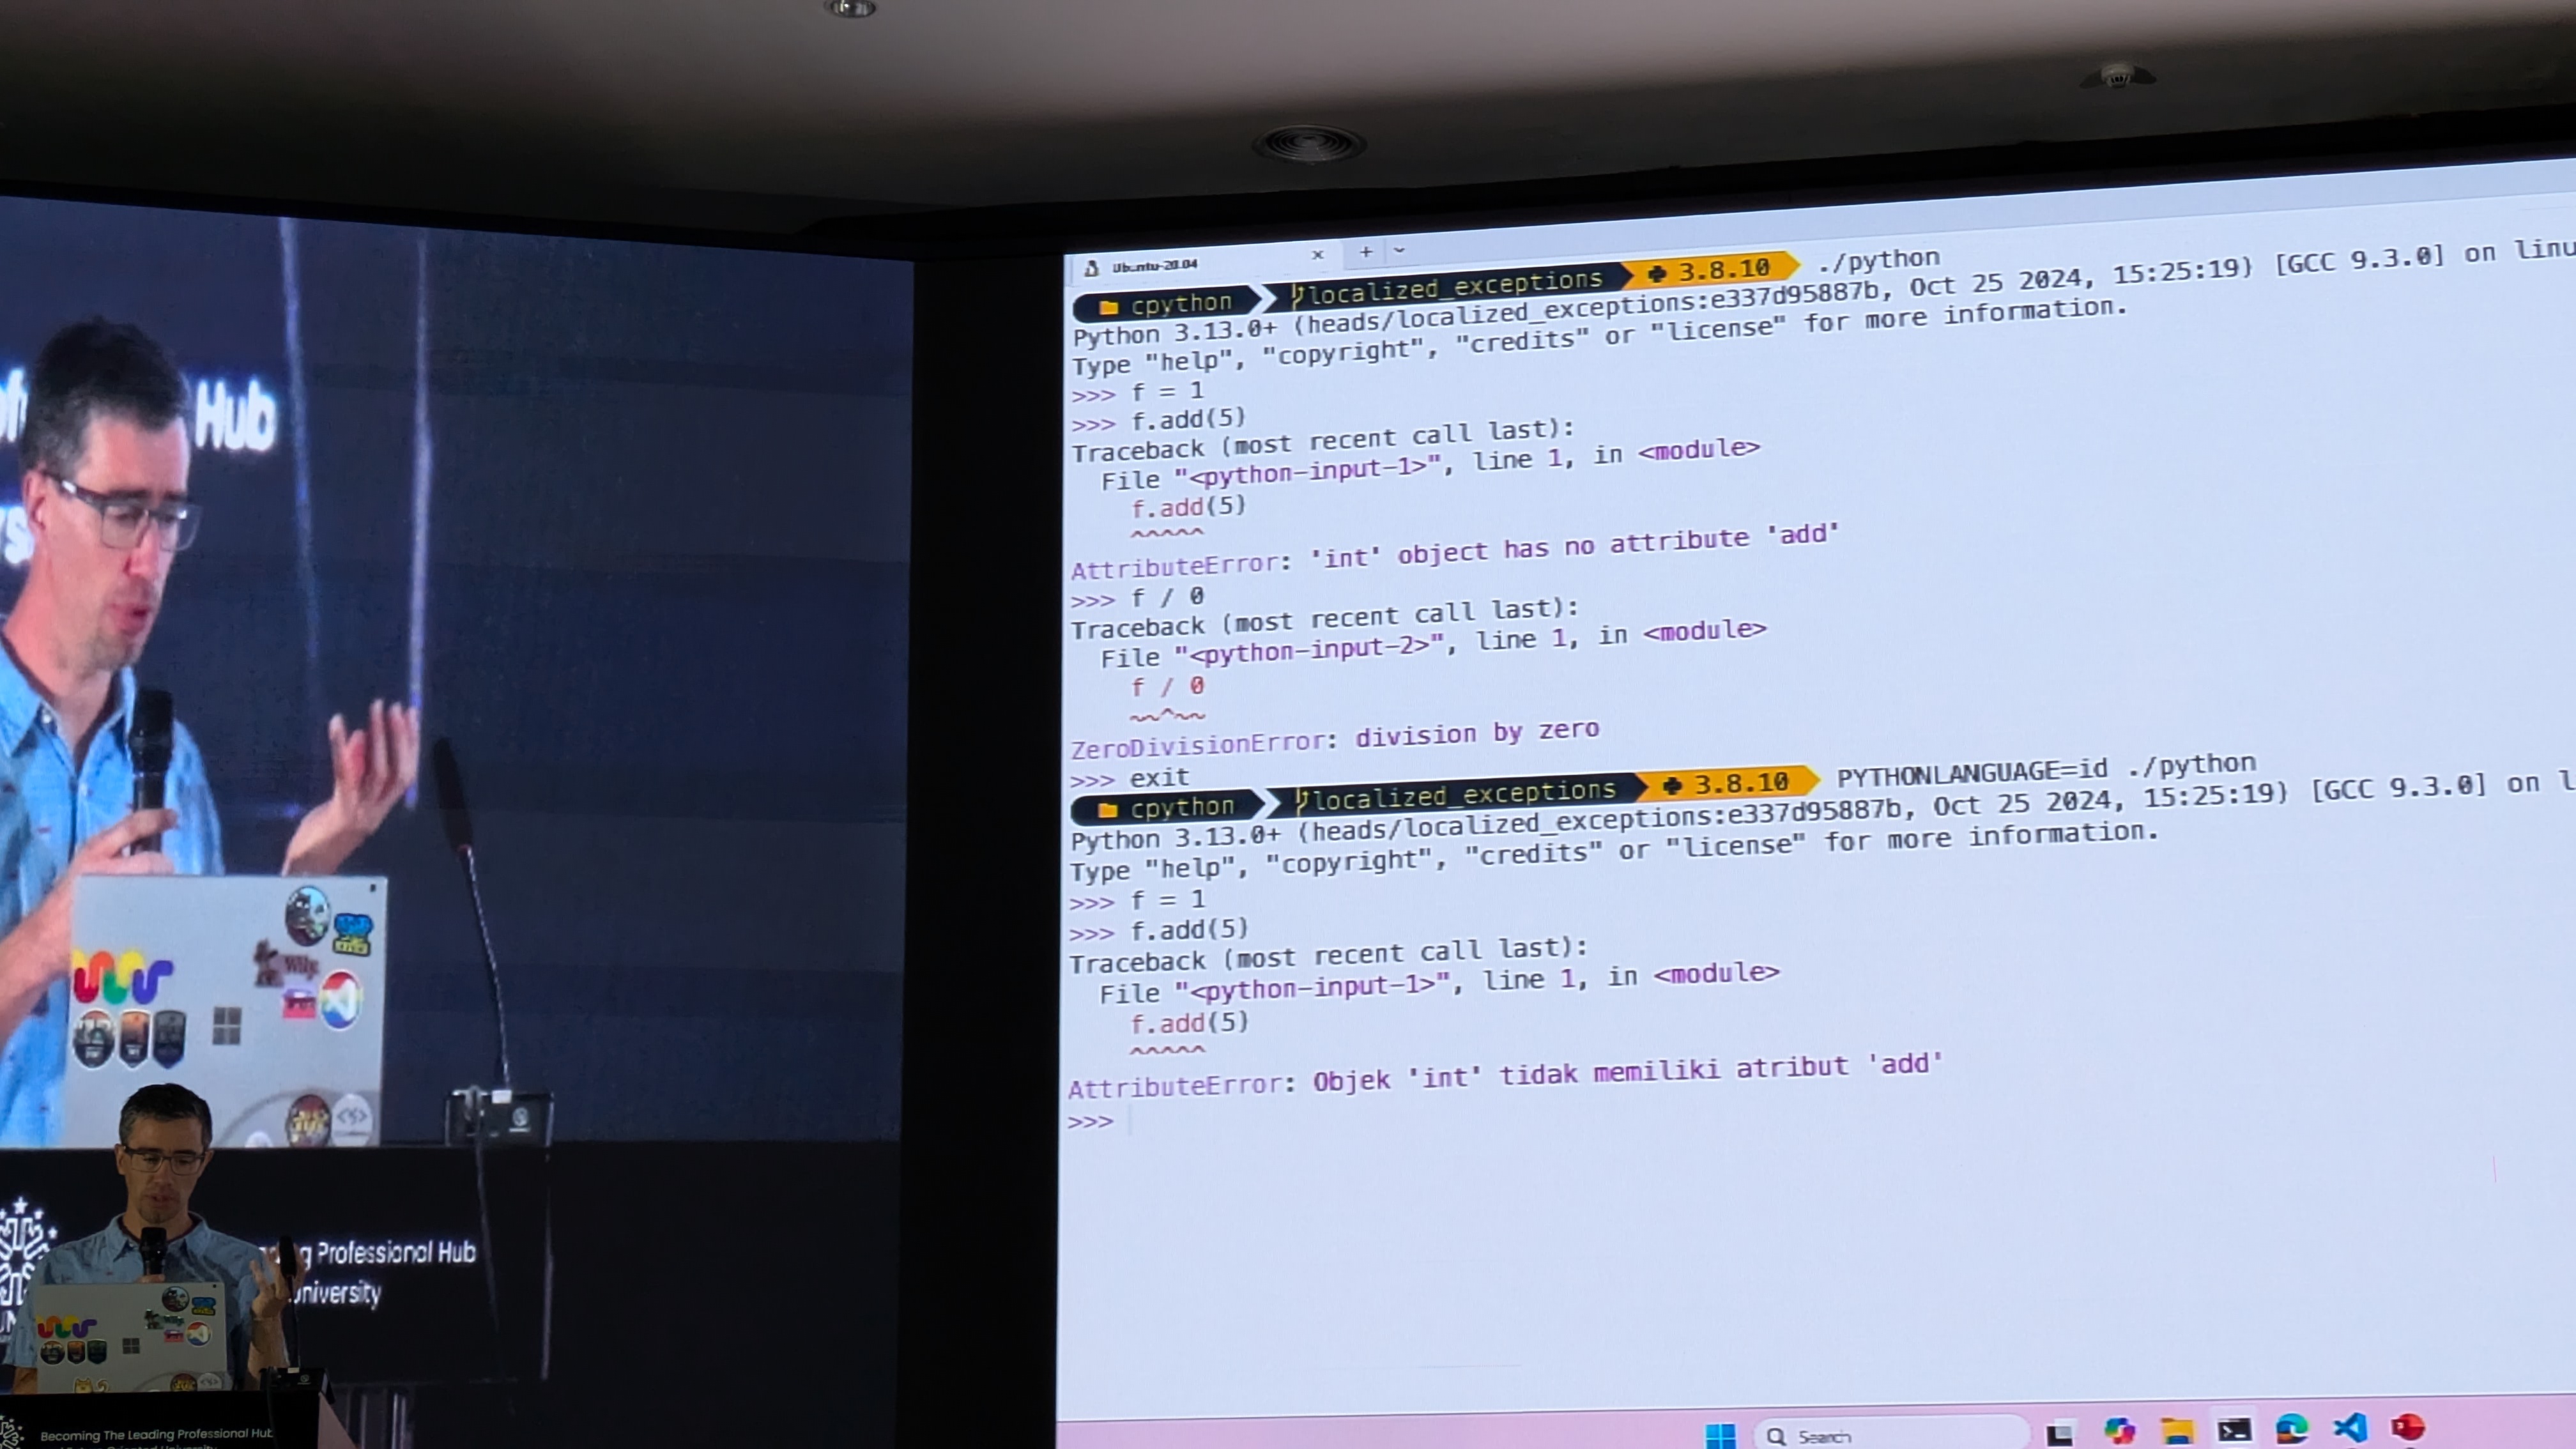 Hub
Ubuntu-20.04
cpython localized_exceptions 3.8.10 ./python
Python 3.13.0+ (heads/localized_exceptions:e337d95887b, Oct 25 2024, 15:25:19) [GCC 9.3.0] on linu
Type "help", "copyright", "credits" or "license" for more information.
>>> f = 1
>>> f.add(5)
Traceback (most recent call last):
File "<python-input-1>", line 1, in <module>
f.add(5)
^^^^^
AttributeError: 'int' object has no attribute 'add'
>>> f / 0
Traceback (most recent call last):
File "<python-input-2>", line 1, in <module>
f / 0
~~^~~
ZeroDivisionError: division by zero
>>> exit
cpython localized_exceptions 3.8.10 PYTHONLANGUAGE=id ./python
Python 3.13.0+ (heads/localized_exceptions:e337d95887b, Oct 25 2024, 15:25:19) [GCC 9.3.0] on l
Type "help", "copyright", "credits" or "license" for more information.
>>> f = 1
>>> f.add(5)
Traceback (most recent call last):
File "<python-input-1>", line 1, in <module>
f.add(5)
^^^^^
AttributeError: Objek 'int' tidak memiliki atribut 'add'
>>>
Search
g Professional Hub
University
Becoming The Leading Professional Hub